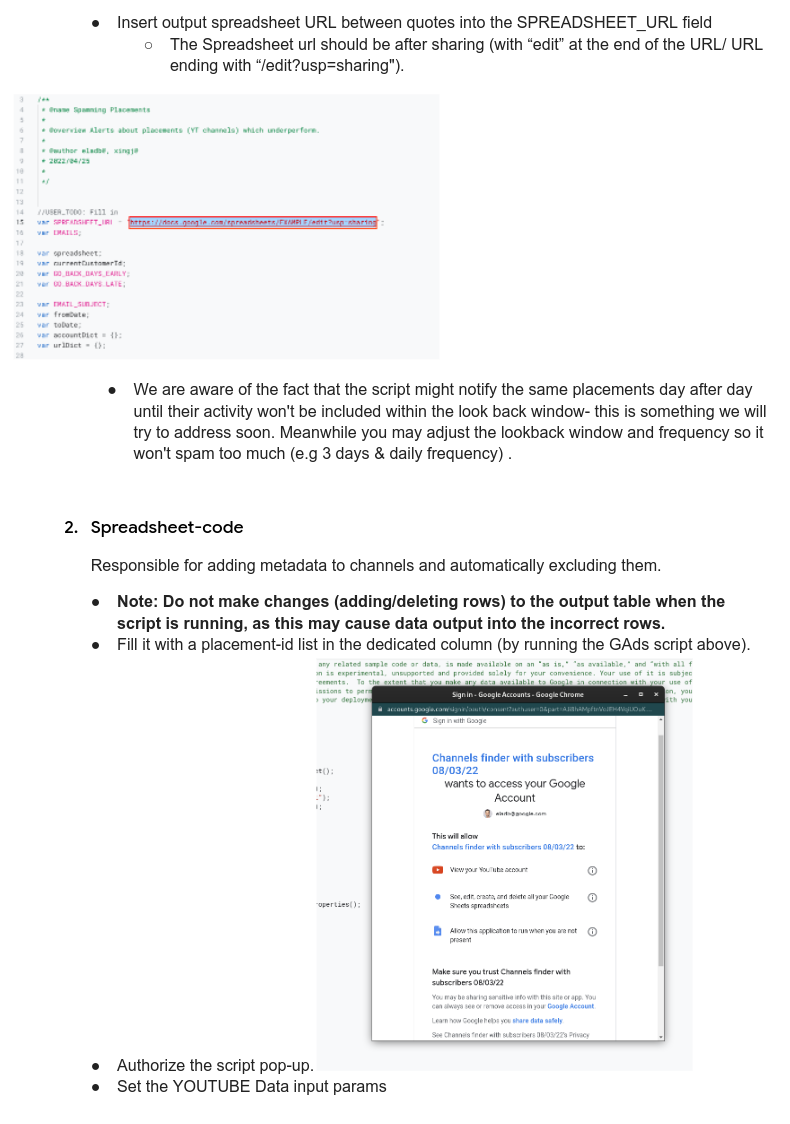 ● Insert output spreadsheet URL between quotes into the SPREADSHEET_URL field
○ The Spreadsheet url should be after sharing (with “edit” at the end of the URL/ URL
ending with “/edit?usp=sharing").
3 /**
4 * @name Spamming Placements
5 *
6 * @overview Alerts about placements (YT channels) which underperform.
7 *
8 * @author eladb#, xingj#
9 * 2022/04/25
10 *
11 */
12
13
14 //USER_TODO: Fill in
15 var SPREADSHEET_URL = "https://docs.google.com/spreadsheets/EXAMPLE/edit?usp=sharing";
16 var EMAILS;
17
18 var spreadsheet;
19 var currentCustomerId;
20 var GO_BACK_DAYS_EARLY;
21 var GO_BACK_DAYS_LATE;
22
23 var EMAIL_SUBJECT;
24 var fromDate;
25 var toDate;
26 var accountDict = {};
27 var urlDict = {};
28
● We are aware of the fact that the script might notify the same placements day after day
until their activity won't be included within the look back window- this is something we will
try to address soon. Meanwhile you may adjust the lookback window and frequency so it
won't spam too much (e.g 3 days & daily frequency) .
2. Spreadsheet-code
Responsible for adding metadata to channels and automatically excluding them.
● Note: Do not make changes (adding/deleting rows) to the output table when the
script is running, as this may cause data output into the incorrect rows.
● Fill it with a placement-id list in the dedicated column (by running the GAds script above).
any related sample code or data, is made available on an "as is," "as available," and "with all f
n is experimental, unsupported and provided solely for your convenience. Your use of it is subjec
reements. To the extent that you make any data available to Google in connection with your use of
issions to perm
n, you
your deployme
ith you
Sign in - Google Accounts - Google Chrome
accounts.google.com/signin/oauth/consent?authuser=0&part=
Sign in with Google
Channels finder with subscribers
08/03/22
et();
wants to access your Google
Account
);
");
);
@google.com
This will allow
Channels finder with subscribers 08/03/22 to:
View your YouTube account
See, edit, create, and delete all your Google
Sheets spreadsheets
roperties();
Allow this application to run when you are not
present
Make sure you trust Channels finder with
subscribers 08/03/22
You may be sharing sensitive info with this site or app. You
can always see or remove access in your Google Account.
Learn how Google helps you share data safely.
See Channels finder with subscribers 08/03/22's Privacy
● Authorize the script pop-up.
● Set the YOUTUBE Data input params